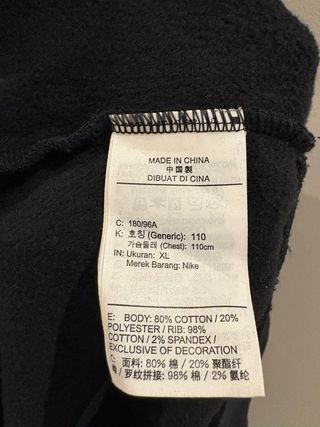 MADE IN CHINA
中国製
DIBUAT DI CINA
C: 180/96A
K: 호칭 (Generic): 110
가슴둘레 (Chest): 110cm
IN: Ukuran: XL
Merek Barang: Nike
E: BODY: 80% COTTON / 20%
POLYESTER / RIB: 98%
COTTON / 2% SPANDEX /
EXCLUSIVE OF DECORATION
C: 面料: 80% 棉 / 20% 聚酯纤
维 / 罗纹拼接: 98% 棉 / 2% 氨纶